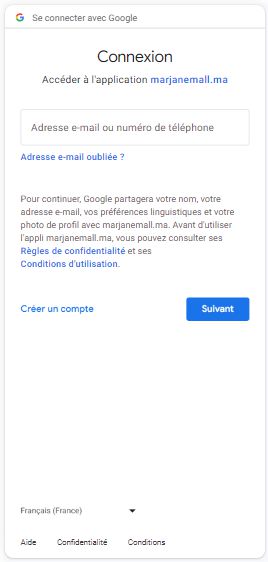 Se connecter avec Google
Connexion
Accéder à l'application marjanemall.ma
Adresse e-mail ou numéro de téléphone
Adresse e-mail oubliée ?
Pour continuer, Google partagera votre nom, votre
adresse e-mail, vos préférences linguistiques et votre
photo de profil avec marjanemall.ma. Avant d'utiliser
l'appli marjanemall.ma, vous pouvez consulter ses
Règles de confidentialité et ses
Conditions d'utilisation.
Créer un compte
Suivant
Français (France)
Aide Confidentialité Conditions